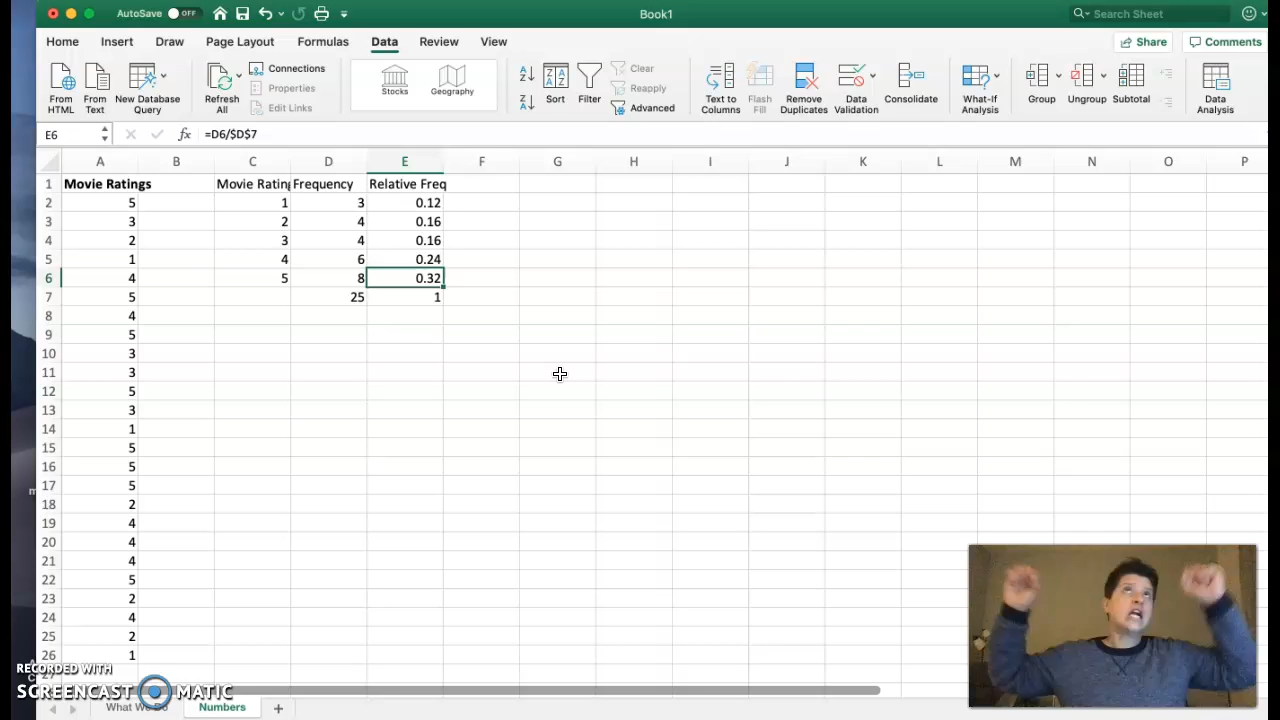 AutoSave OFF
Book1
Search Sheet
Home Insert Draw Page Layout Formulas Data Review View
Share Comments
From HTML
From Text
New Database Query
Refresh All
Connections
Properties
Edit Links
Stocks
Geography
Sort
Filter
Clear
Reapply
Advanced
Text to Columns
Flash Fill
Remove Duplicates
Data Validation
Consolidate
What-If Analysis
Group
Ungroup
Subtotal
Data Analysis
E6 fx =D6/$D$7
A B C D E F G H I J K L M N O P
1 Movie Ratings Movie Rating Frequency Relative Freq
2 5 1 3 0.12
3 3 2 4 0.16
4 2 3 4 0.16
5 1 4 6 0.24
6 4 5 8 0.32
7 5 25 1
8 4
9 5
10 3
11 3
12 5
13 3
14 1
15 5
16 5
17 5
18 2
19 4
20 4
21 4
22 5
23 2
24 4
25 2
26 1
RECORDED WITH
SCREENCAST MATIC
What We Do Numbers